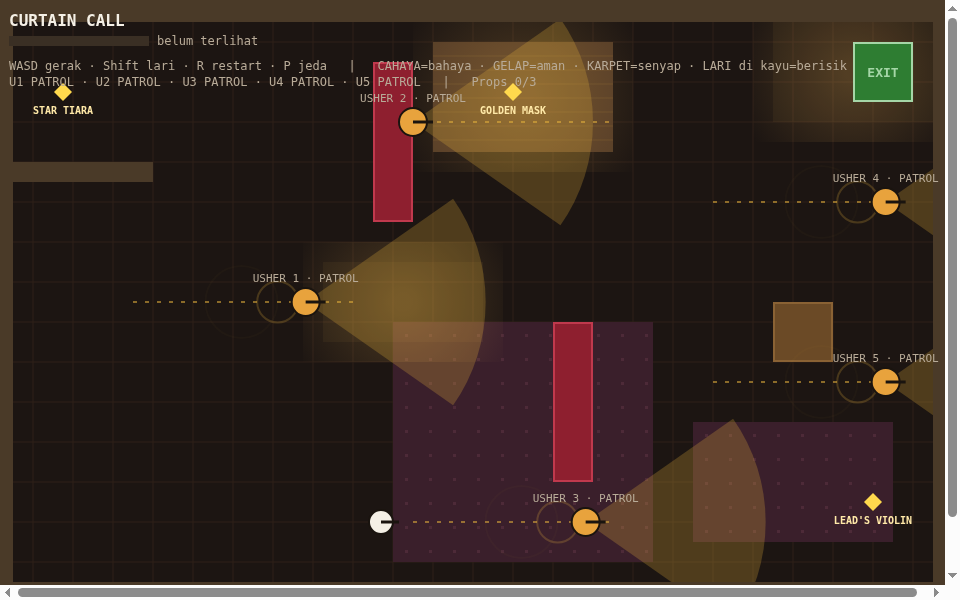 CURTAIN CALL
belum terlihat
WASD gerak · Shift lari · R restart · P jeda | CAHAYA=bahaya · GELAP=aman · KARPET=senyap · LARI di kayu=berisik
U1 PATROL · U2 PATROL · U3 PATROL · U4 PATROL · U5 PATROL | Props 0/3
EXIT
USHER 2 · PATROL
STAR TIARA
GOLDEN MASK
USHER 4 · PATROL
USHER 1 · PATROL
USHER 5 · PATROL
USHER 3 · PATROL
LEAD'S VIOLIN